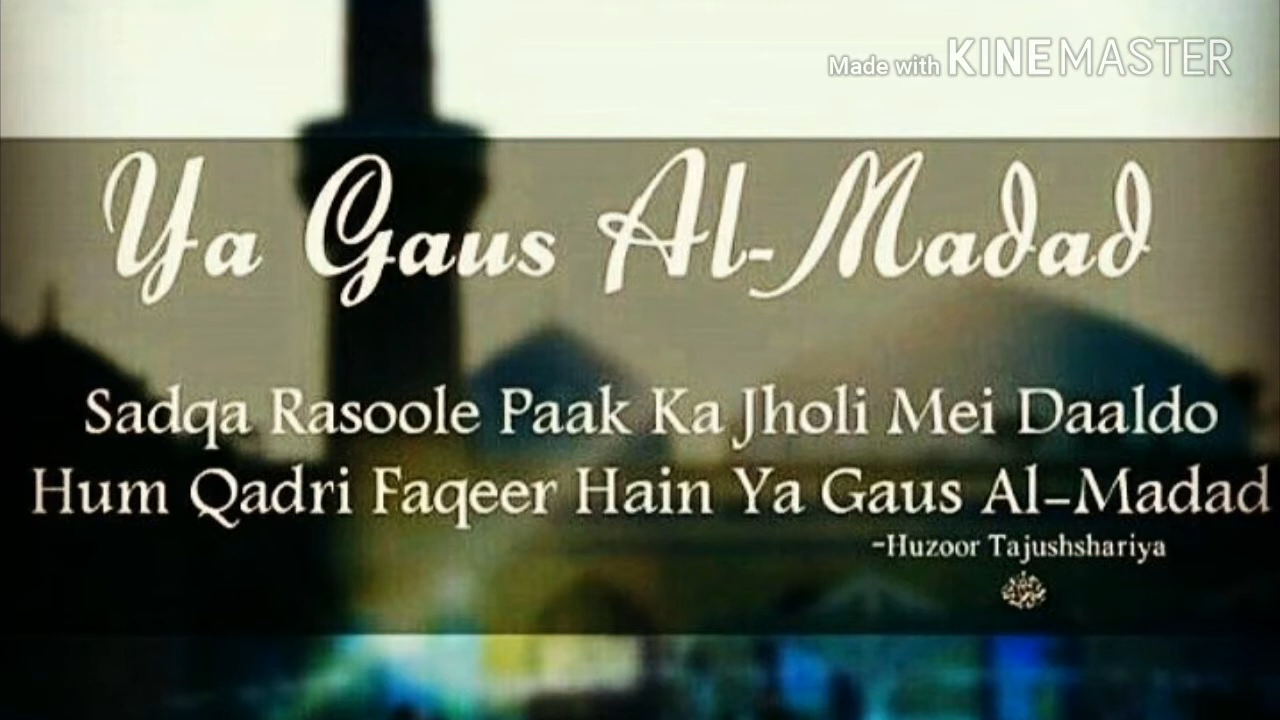 Made with KINEMASTER
Ya Gaus Al-Madad
Sadqa Rasoole Paak Ka Jholi Mei Daaldo
Hum Qadri Faqeer Hain Ya Gaus Al-Madad
-Huzoor Tajushshariya